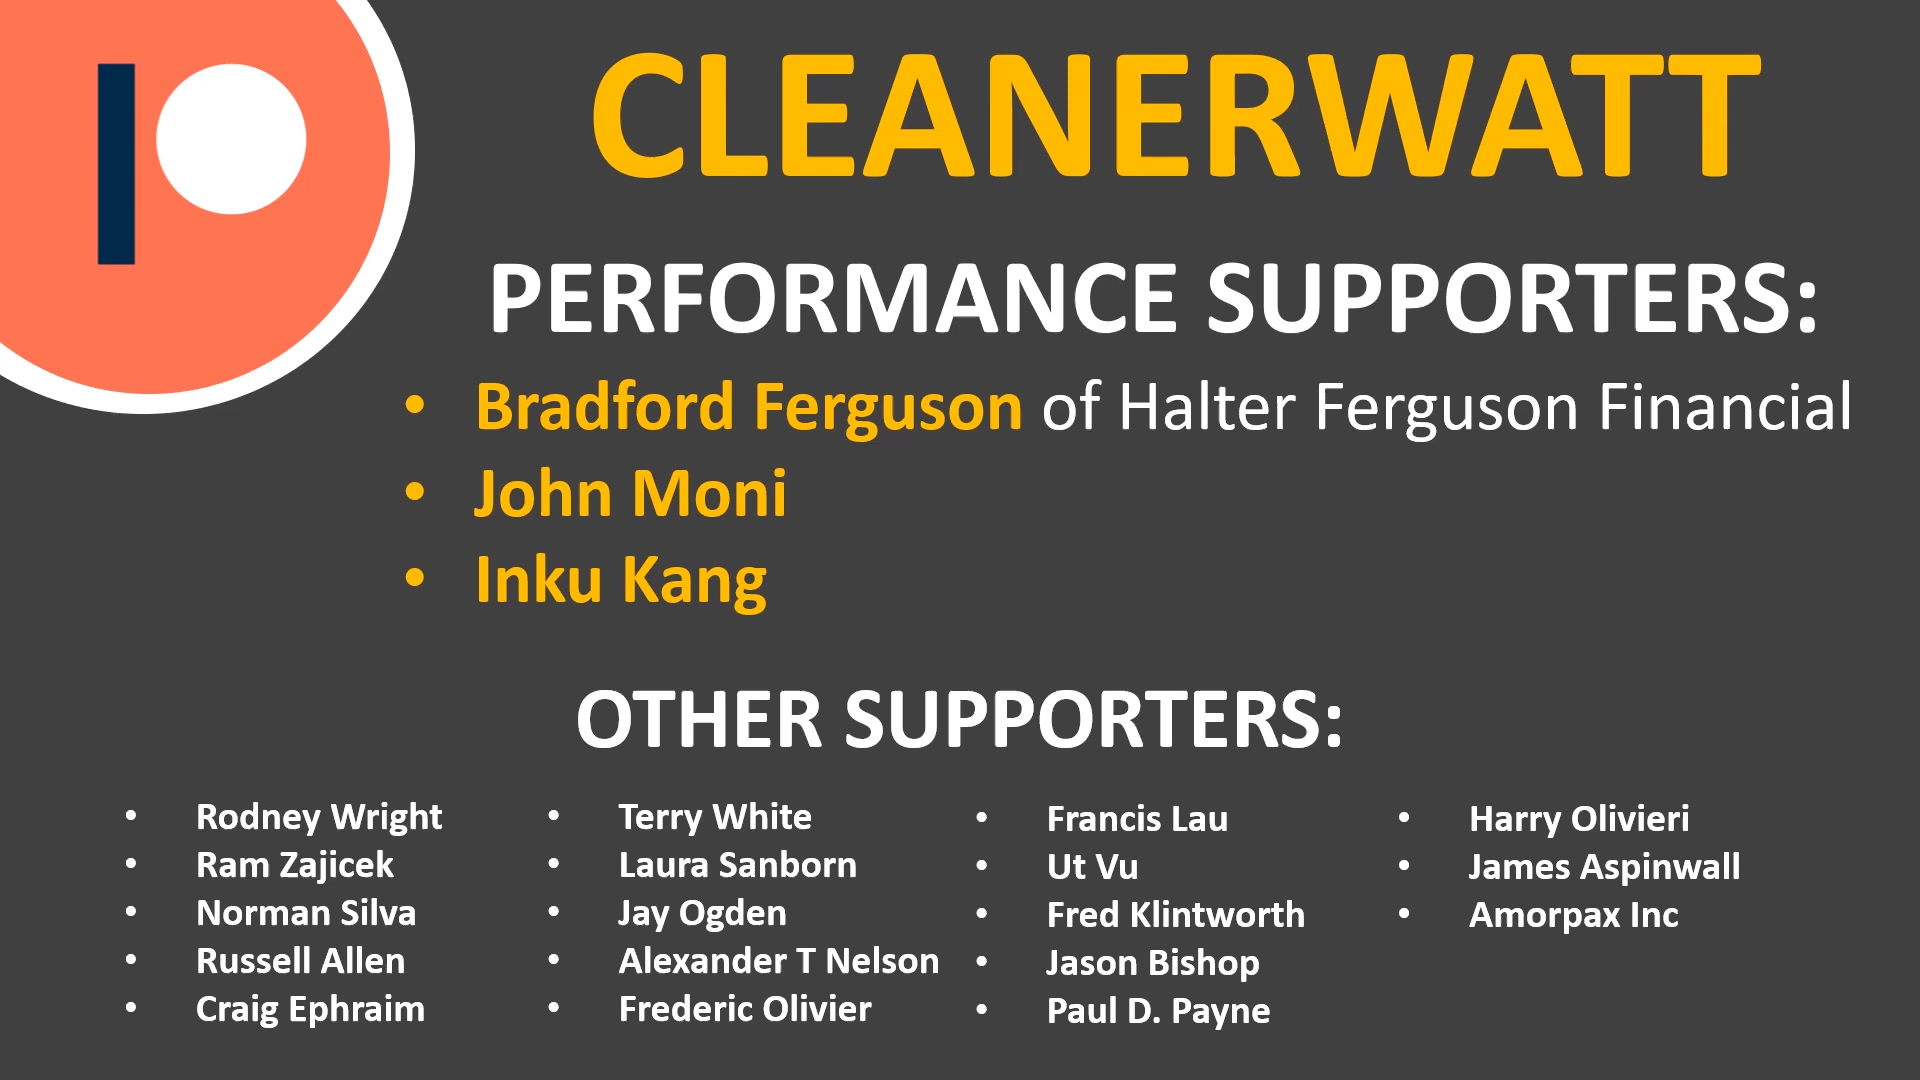 CLEANERWATT
PERFORMANCE SUPPORTERS:
• Bradford Ferguson of Halter Ferguson Financial
• John Moni
• Inku Kang
OTHER SUPPORTERS:
• Rodney Wright
• Ram Zajicek
• Norman Silva
• Russell Allen
• Craig Ephraim
• Terry White
• Laura Sanborn
• Jay Ogden
• Alexander T Nelson
• Frederic Olivier
• Francis Lau
• Ut Vu
• Fred Klintworth
• Jason Bishop
• Paul D. Payne
• Harry Olivieri
• James Aspinwall
• Amorpax Inc